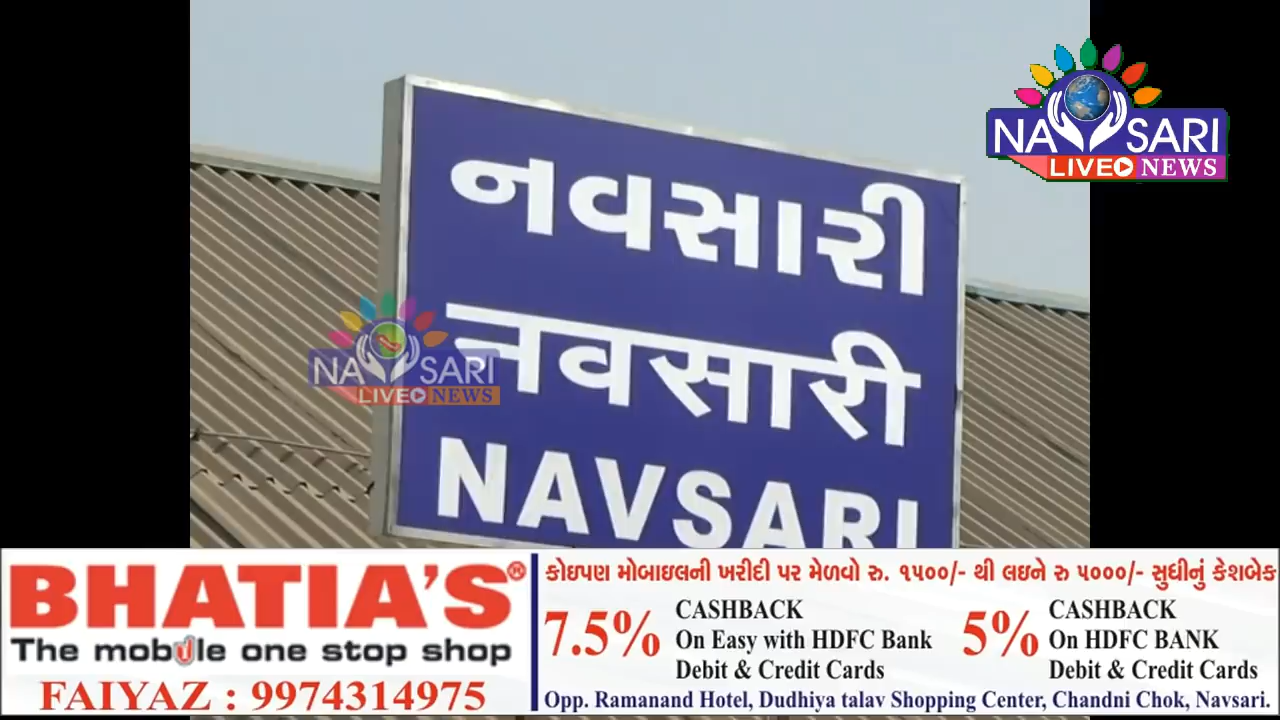 NAVSARI
LIVE NEWS
નવસારી
नवसारी
NAVSARI
NAVSARI
LIVE NEWS
BHATIA'S®
The mobile one stop shop
FAIYAZ : 9974314975
કોઇપણ મોબાઇલની ખરીદી પર મેળવો રુ. ૧૫૦૦/- થી લઇને રુ ૫૦૦૦/- સુધીનું કેશબેક
7.5% CASHBACK
On Easy with HDFC Bank
Debit & Credit Cards
5% CASHBACK
On HDFC BANK
Debit & Credit Cards
Opp. Ramanand Hotel, Dudhiya talav Shopping Center, Chandni Chok, Navsari.